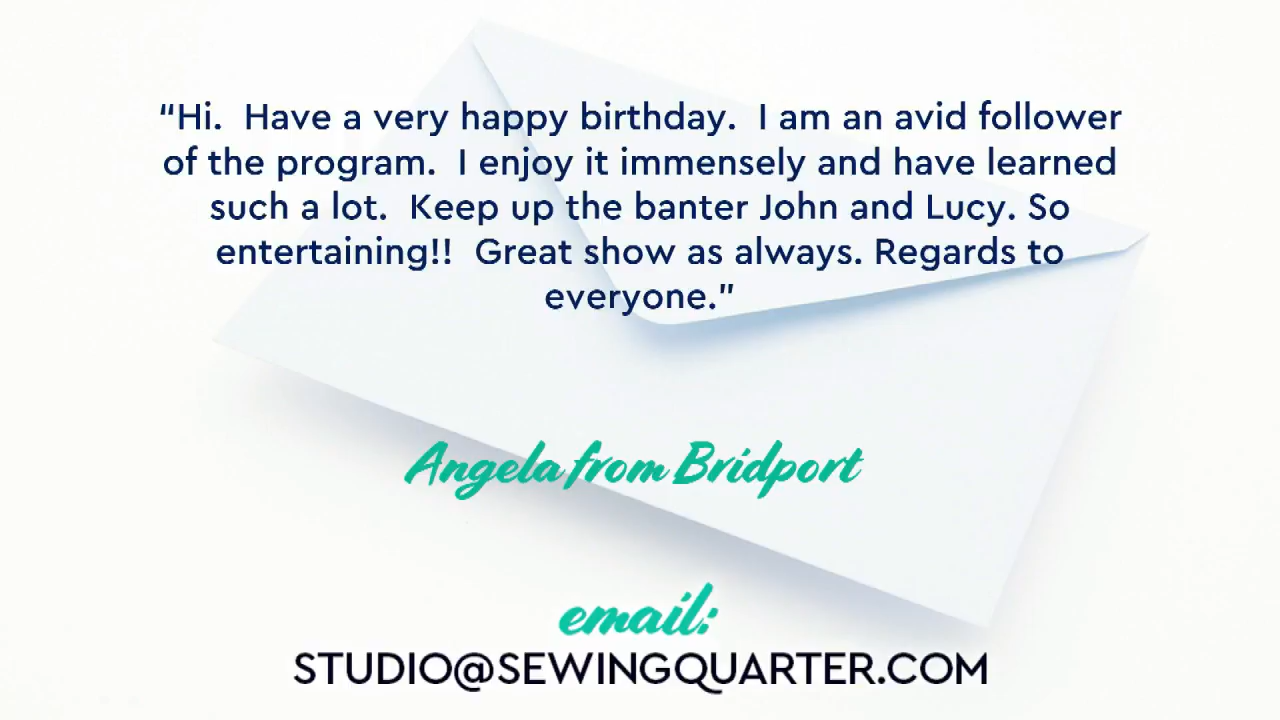 “Hi.  Have a very happy birthday.  I am an avid follower
of the program.  I enjoy it immensely and have learned
such a lot.  Keep up the banter John and Lucy. So
entertaining!!  Great show as always. Regards to
everyone.”
Angela from Bridport
email:
STUDIO@SEWINGQUARTER.COM